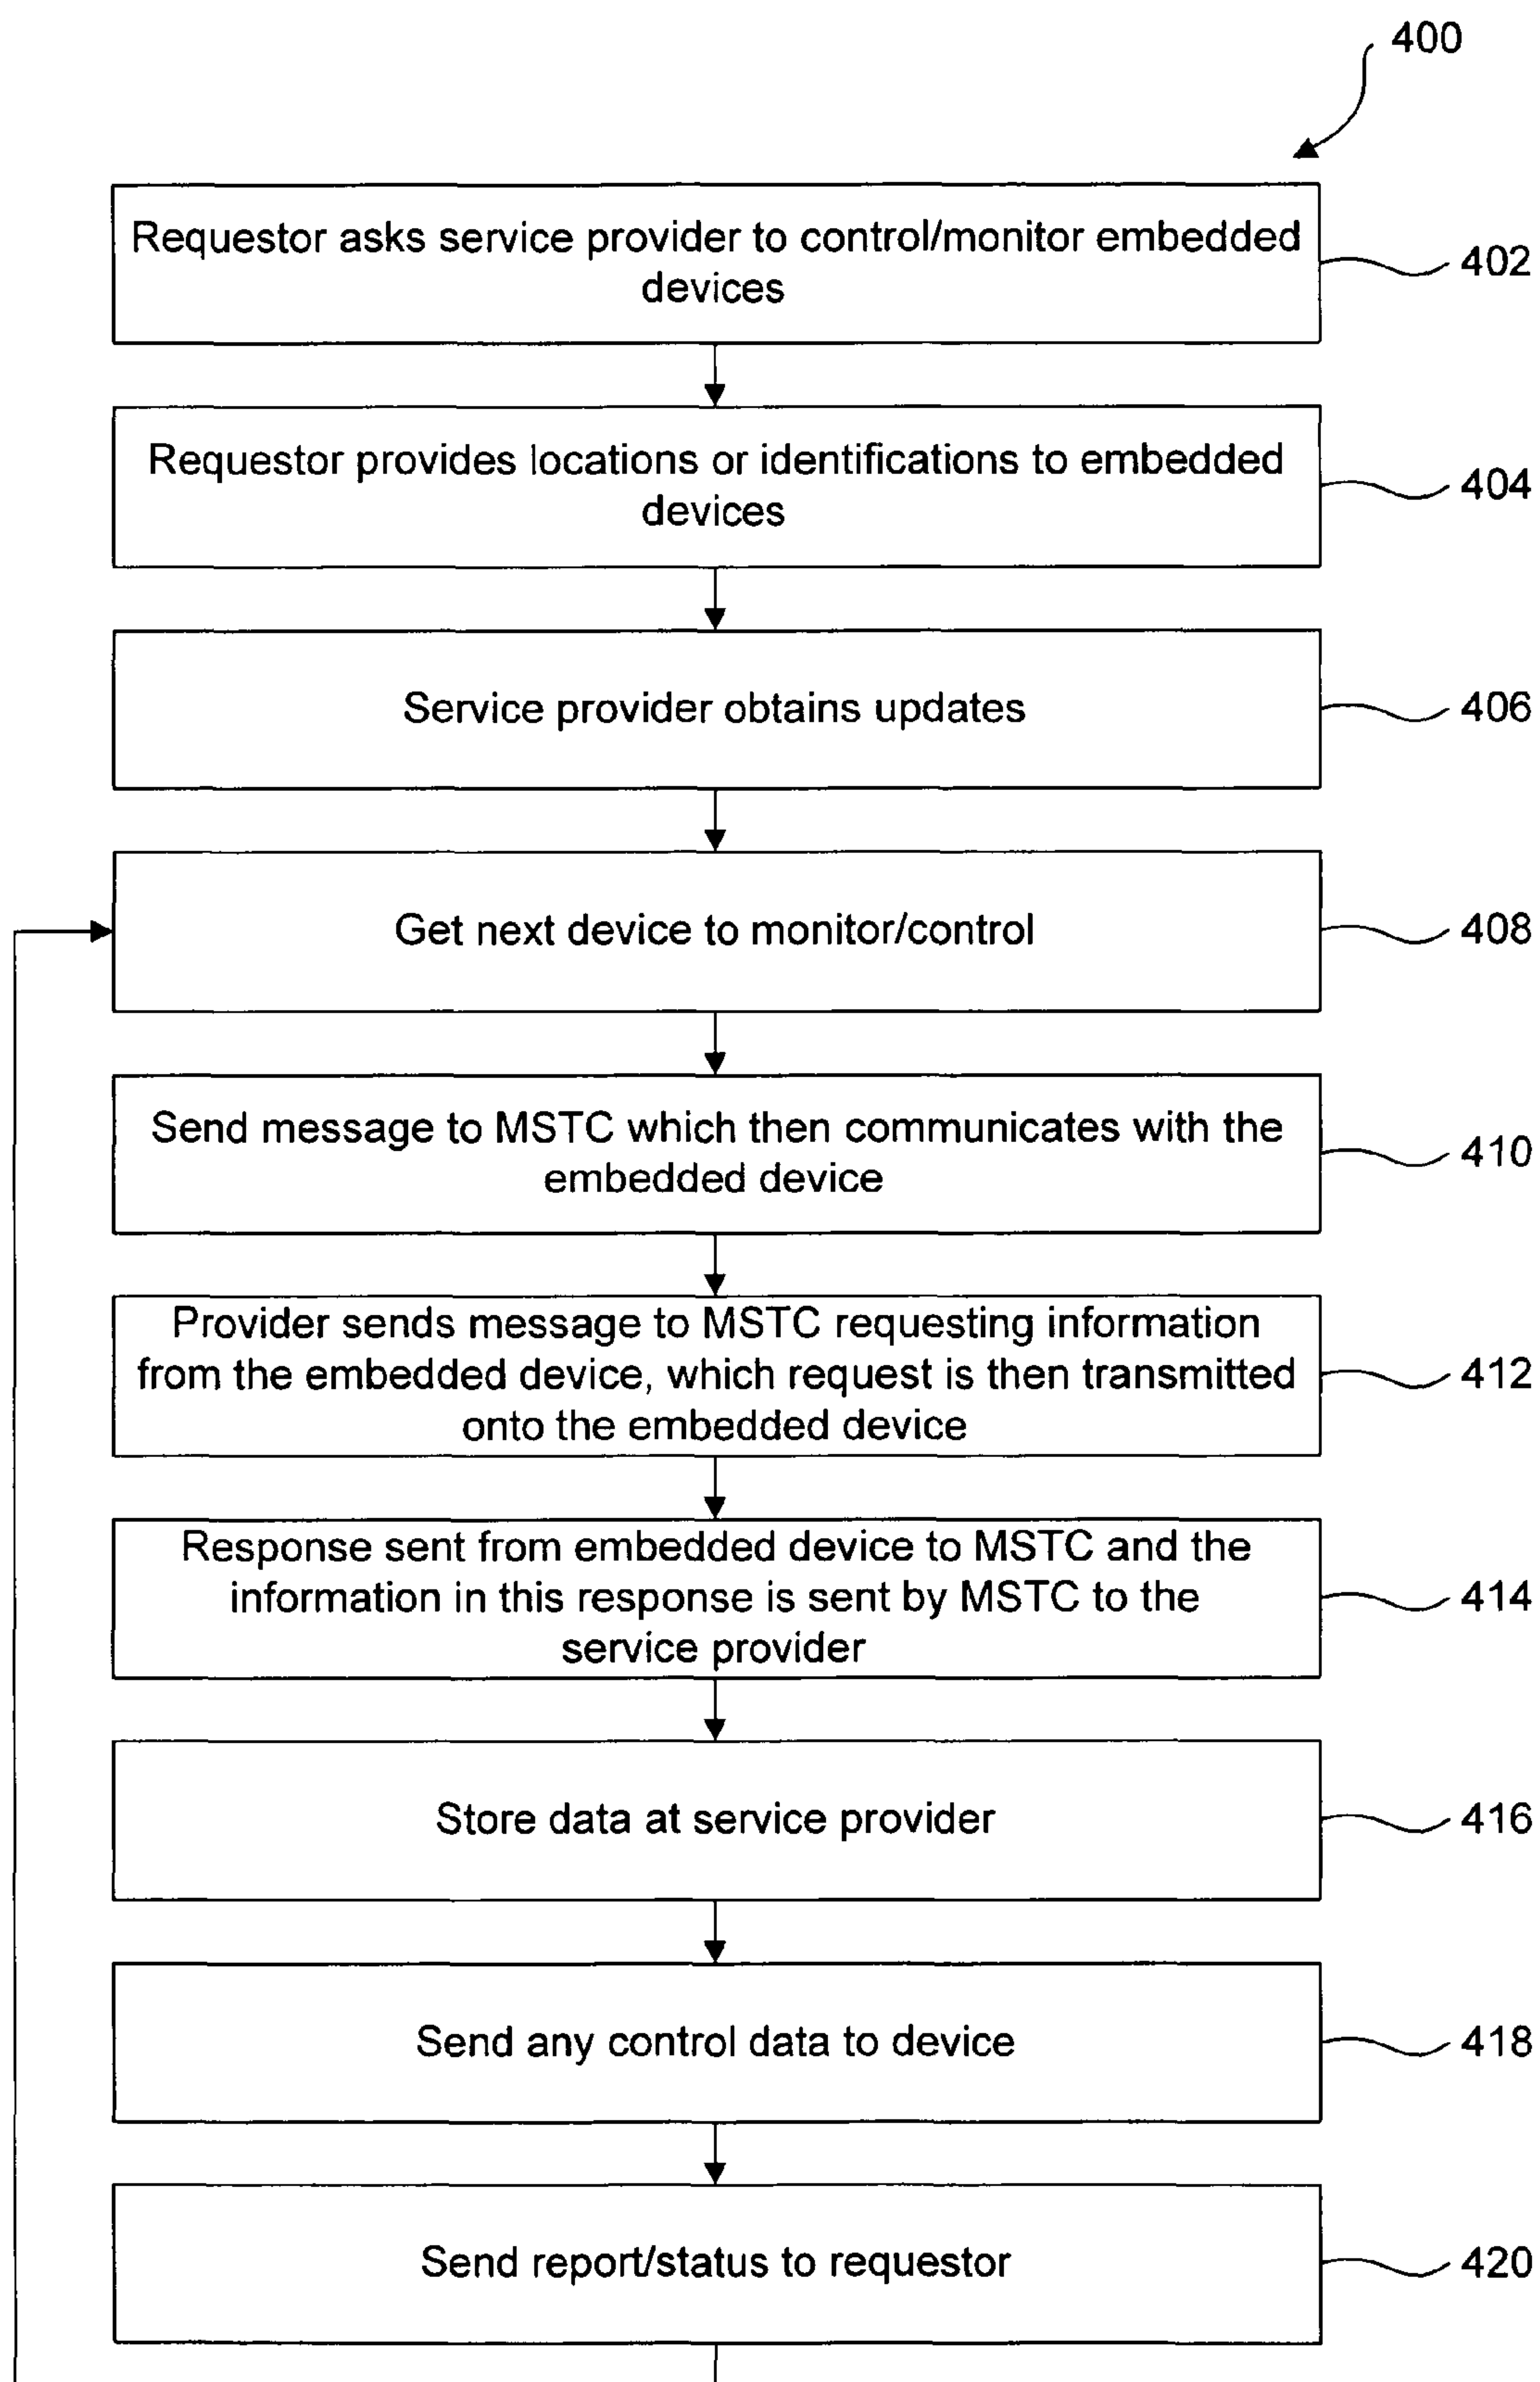 400
Requestor asks service provider to control/monitor embedded
devices
402
Requestor provides locations or identifications to embedded
devices
404
Service provider obtains updates
406
Get next device to monitor/control
408
Send message to MSTC which then communicates with the
embedded device
410
Provider sends message to MSTC requesting information
from the embedded device, which request is then transmitted
onto the embedded device
412
Response sent from embedded device to MSTC and the
information in this response is sent by MSTC to the
service provider
414
Store data at service provider
416
Send any control data to device
418
Send report/status to requestor
420